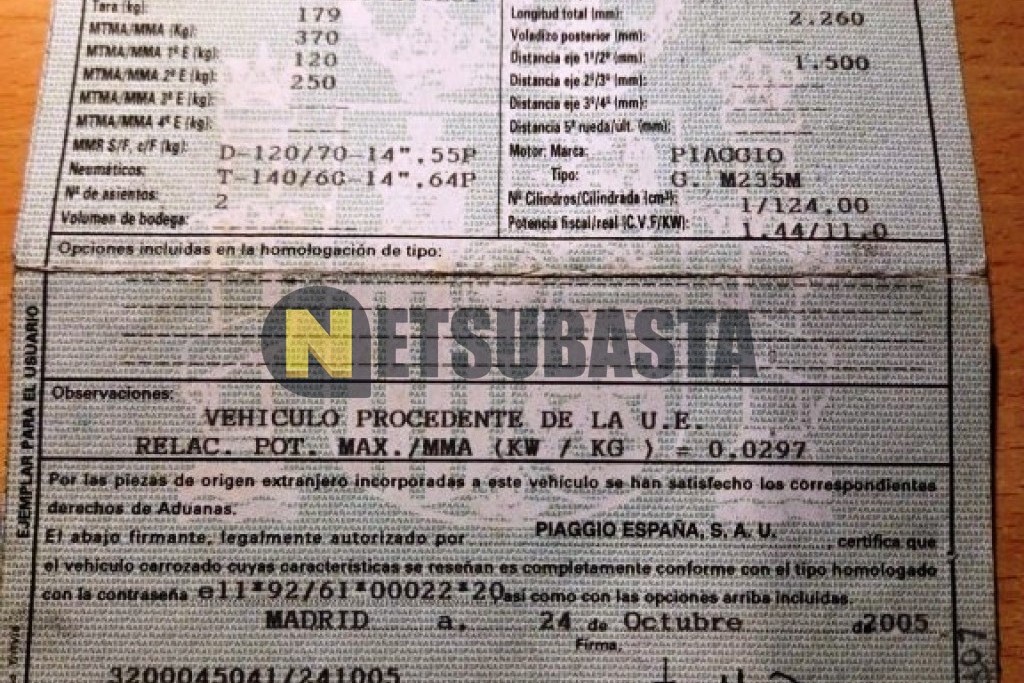 Tara (kg): 179
MTMA/MMA (Kg): 370
MTMA/MMA 1º E (kg): 120
MTMA/MMA 2º E (kg): 250
MTMA/MMA 3º E (kg):
MTMA/MMA 4º E (kg):
MMR S/F, c/F (kg):
Neumáticos: D-120/70-14".55P
T-140/60-14".64P
Nº de asientos: 2
Volumen de bodega:
Longitud total (mm): 2.260
Voladizo posterior (mm):
Distancia eje 1º/2º (mm): 1.500
Distancia eje 2º/3º (mm):
Distancia eje 3º/4º (mm):
Distancia 5ª rueda/ult. (mm):
Motor: Marca: PIAGGIO
Tipo: G. M235M
Nº Cilindros/Cilindrada (cm³): 1/124.00
Potencia fiscal/real (C.V.F/KW): 1.44/11.0
Opciones incluidas en la homologación de tipo:
NETSUBASTA
EJEMPLAR PARA EL USUARIO
Observaciones:
VEHICULO PROCEDENTE DE LA U.E.
RELAC. POT. MAX./MMA (KW / KG ) = 0.0297
Por las piezas de origen extranjero incorporadas a este vehículo se han satisfecho los correspondientes
derechos de Aduanas.
El abajo firmante, legalmente autorizado por PIAGGIO ESPAÑA, S. A. U. , certifica que
el vehículo carrozado cuyas características se reseñan es completamente conforme con el tipo homologado
con la contraseña e11*92/61*00022*20 así como con las opciones arriba incluidas.
MADRID a, 24 de Octubre de 2005
Firma,
3200045041/241005